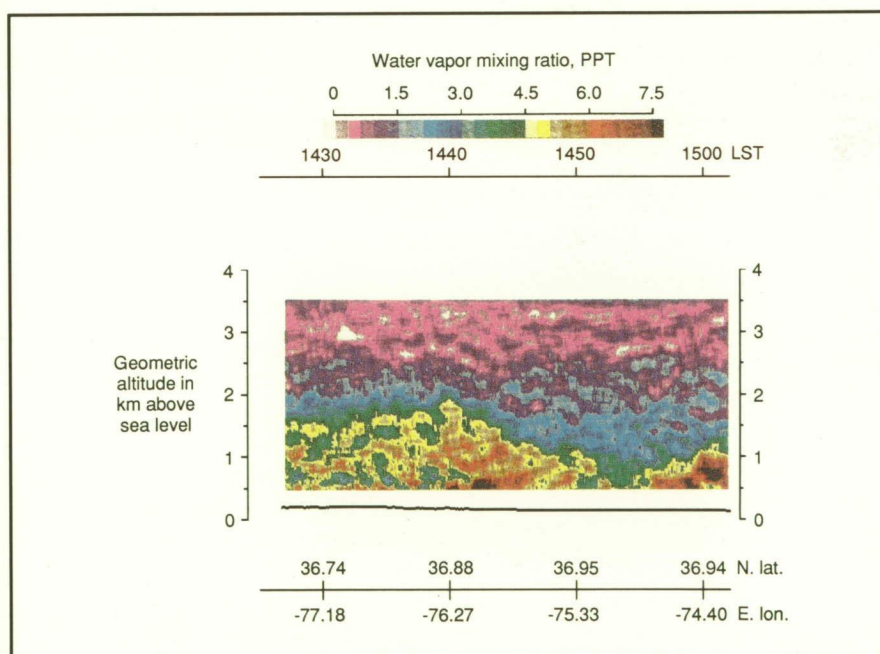 Water vapor mixing ratio, PPT
0 1.5 3.0 4.5 6.0 7.5
1430 1440 1450 1500 LST
4 4
3 3
Geometric
altitude in
km above
sea level
2 2
1 1
0 0
36.74 36.88 36.95 36.94 N. lat.
-77.18 -76.27 -75.33 -74.40 E. lon.